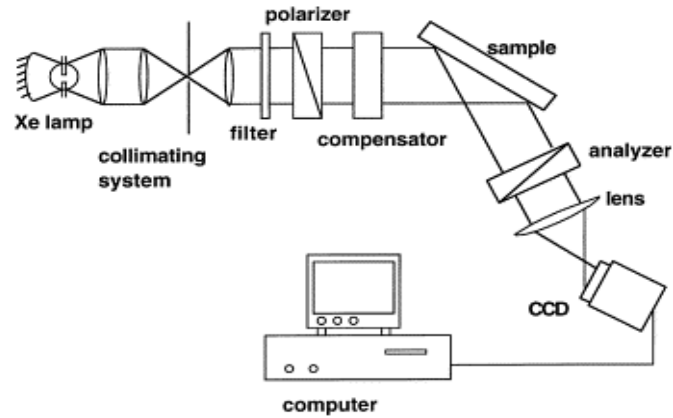 polarizer
sample
Xe lamp
filter
compensator
collimating
system
analyzer
lens
CCD
computer